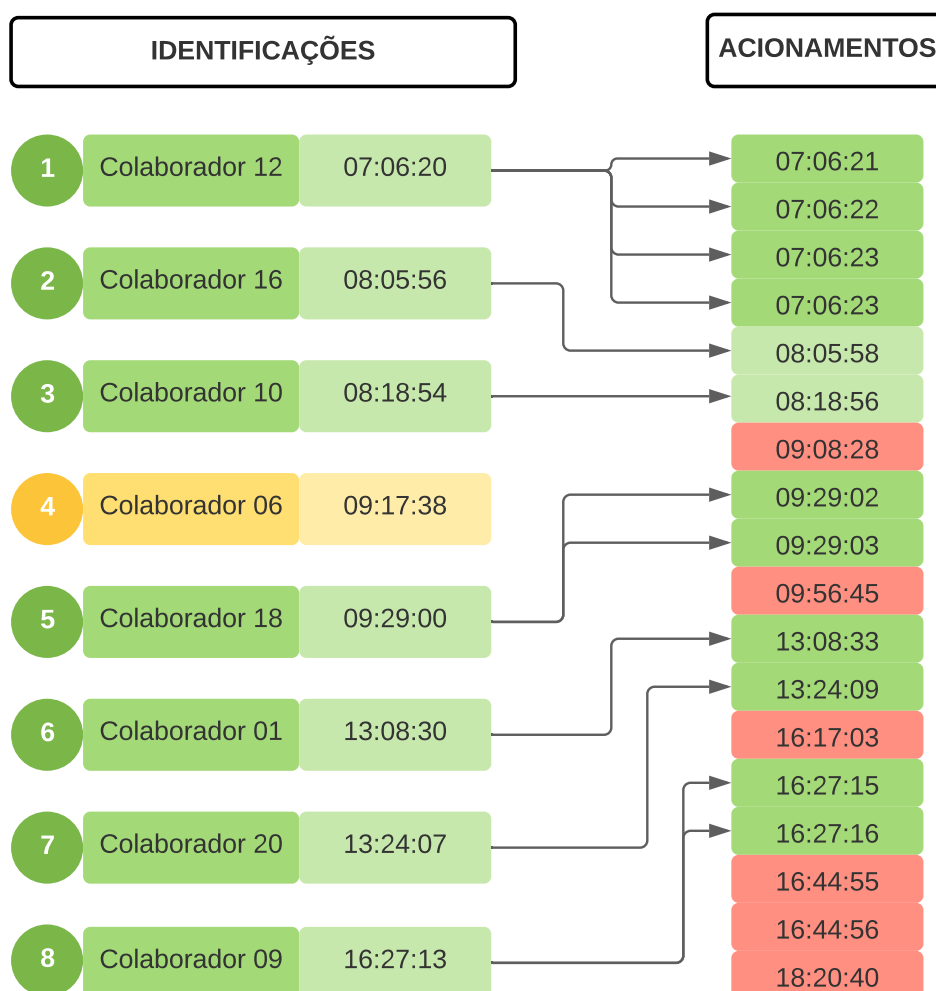 IDENTIFICAÇÕES
ACIONAMENTOS
1 Colaborador 12 07:06:20
2 Colaborador 16 08:05:56
3 Colaborador 10 08:18:54
4 Colaborador 06 09:17:38
5 Colaborador 18 09:29:00
6 Colaborador 01 13:08:30
7 Colaborador 20 13:24:07
8 Colaborador 09 16:27:13
07:06:21
07:06:22
07:06:23
07:06:23
08:05:58
08:18:56
09:08:28
09:29:02
09:29:03
09:56:45
13:08:33
13:24:09
16:17:03
16:27:15
16:27:16
16:44:55
16:44:56
18:20:40